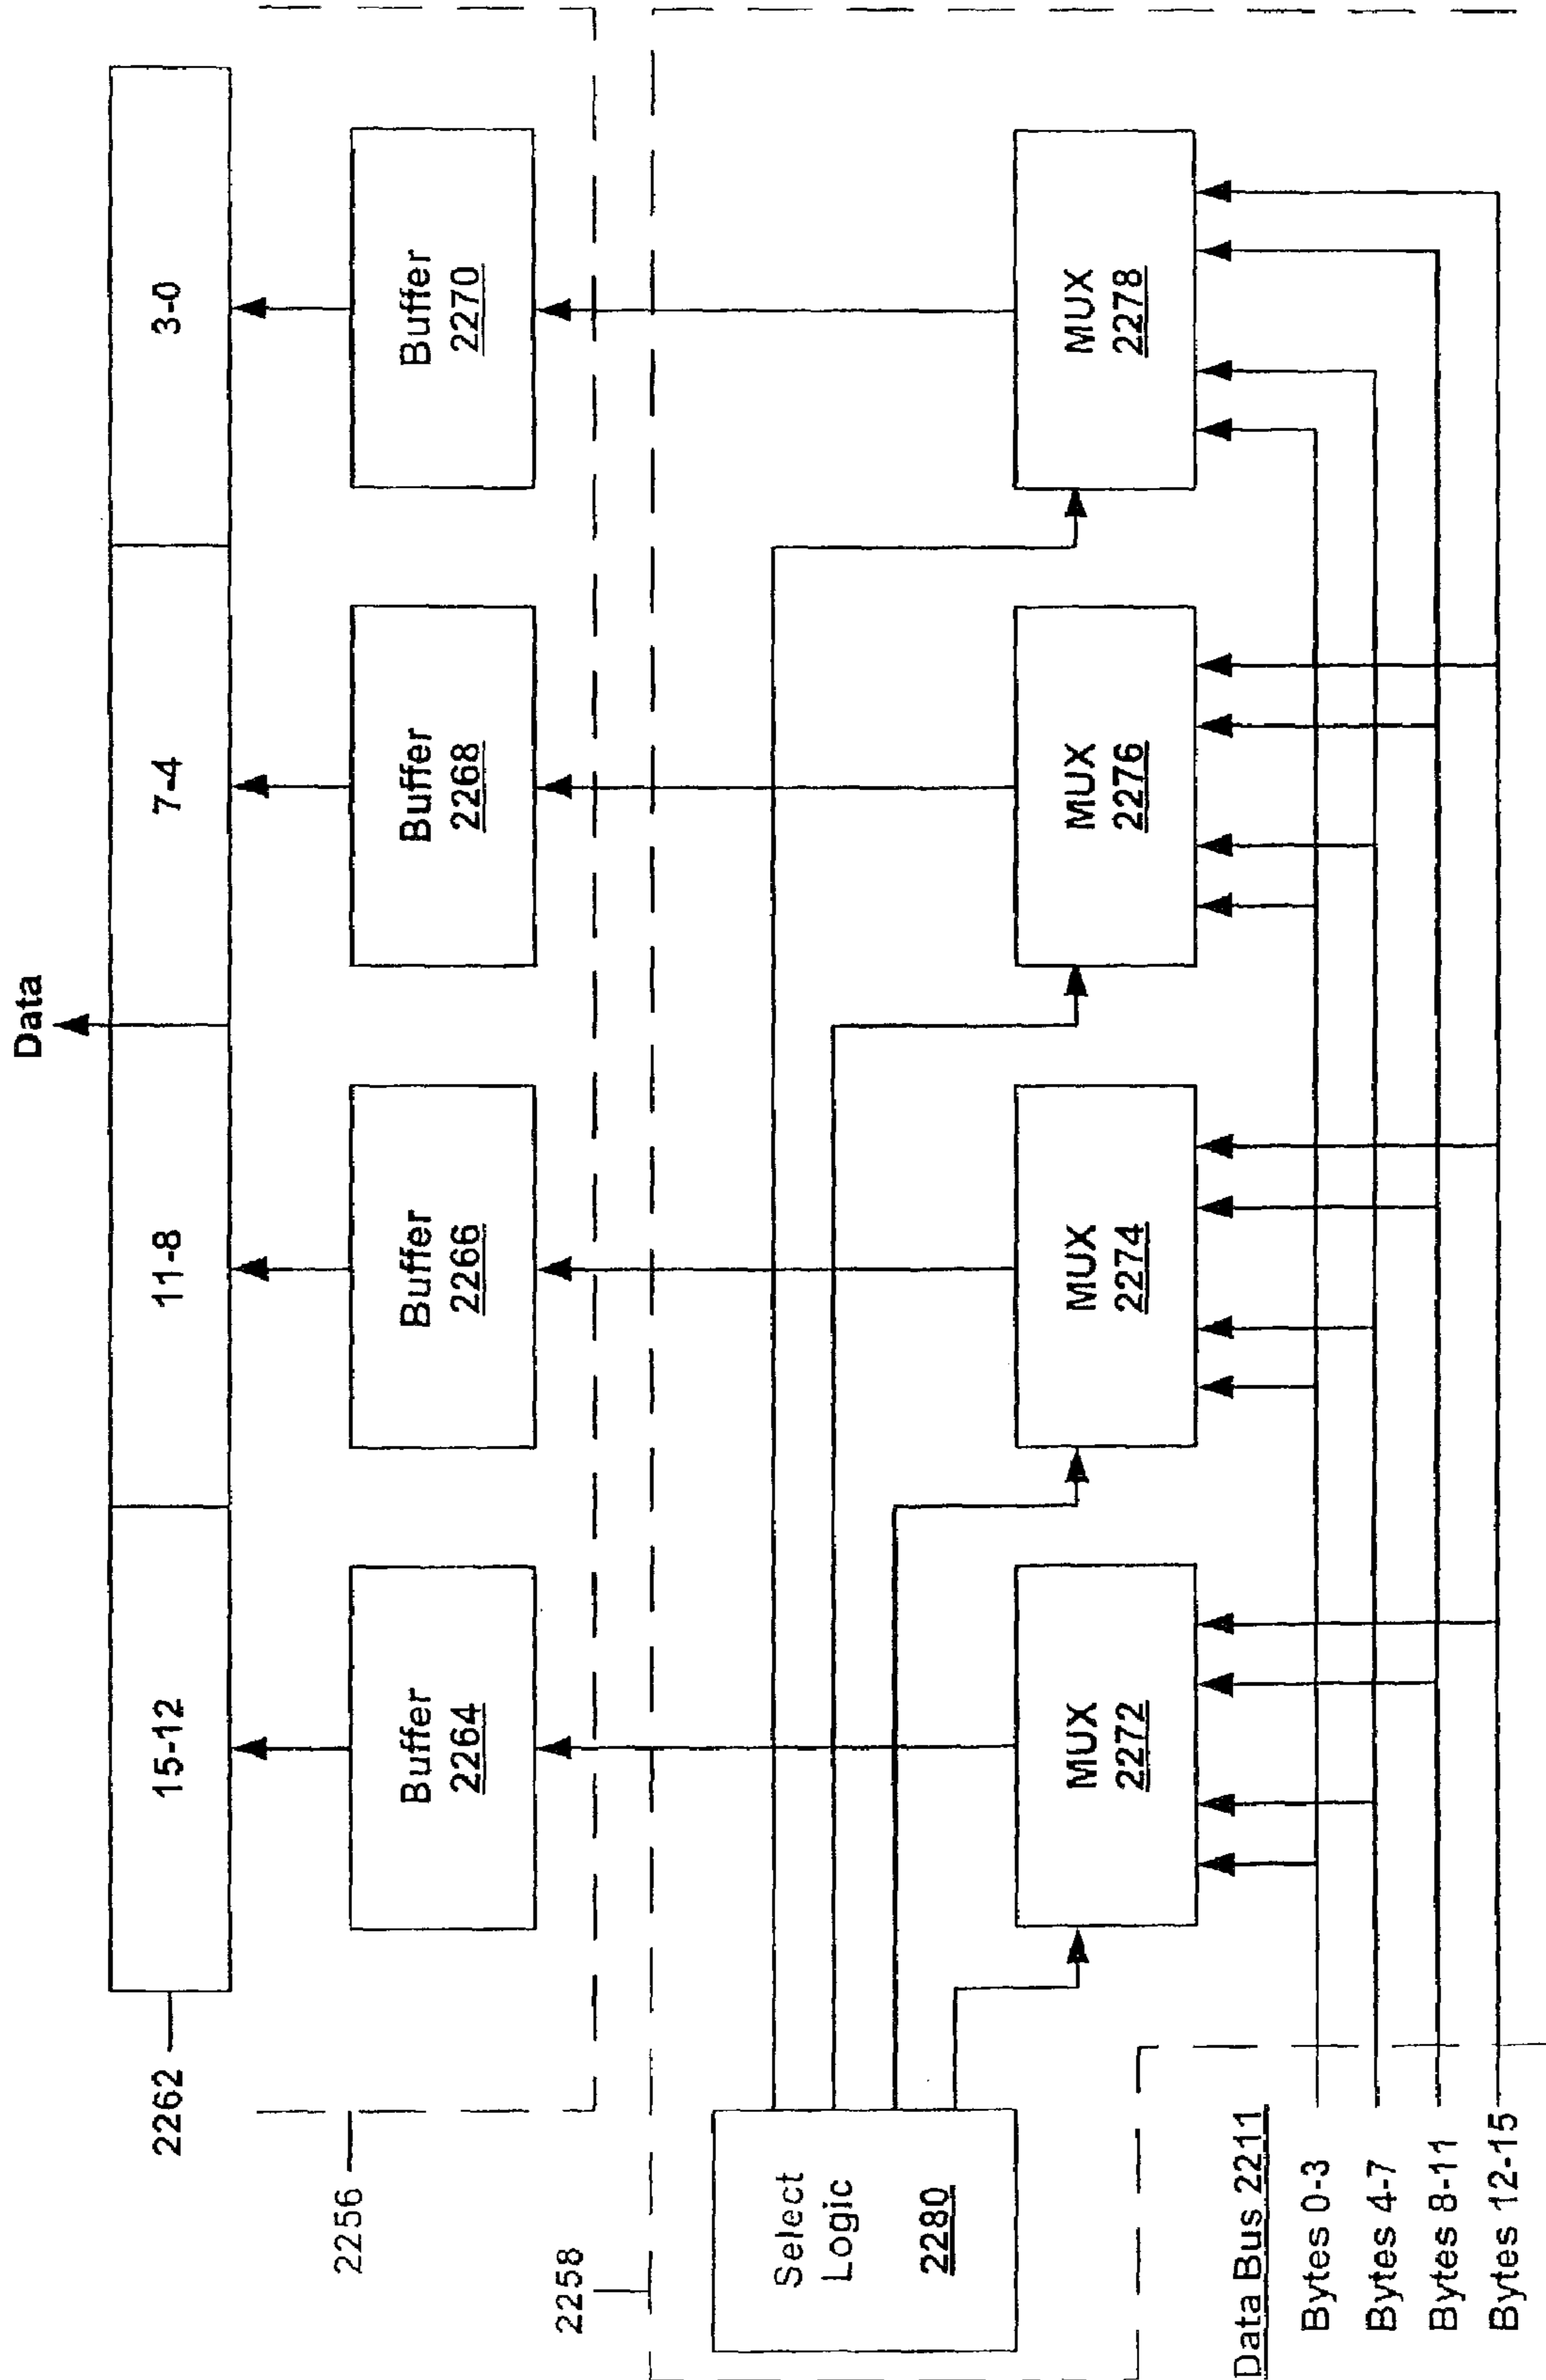 Data
2262
15-12
11-8
7-4
3-0
2256
Buffer
2264
Buffer
2266
Buffer
2268
Buffer
2270
2258
Select
Logic
2280
MUX
2272
MUX
2274
MUX
2276
MUX
2278
Data Bus 2211
Bytes 0-3
Bytes 4-7
Bytes 8-11
Bytes 12-15